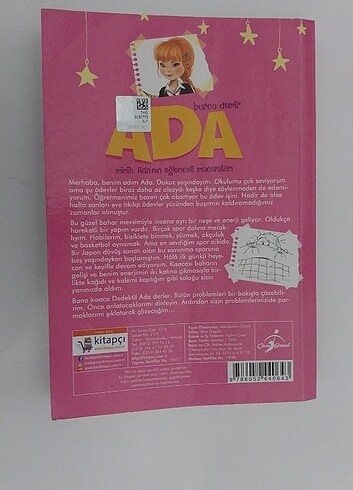 burcu demir
ADA
minik Ada'nın eğlenceli maceraları
Merhaba, benim adım Ada. Dokuz yaşındayım. Okulumu çok seviyorum
ama şu ödevler biraz daha az olsaydı keşke diye söylenmeden de edemi-
yorum. Öğretmenimiz bazen çok abartıyor bu ödev işini. Nadir de olsa
hafta sonları eve tıkılıp ödevler yüzünden başımızı kaldıramadığımız
zamanlar olmuştur.
Bu güzel bahar mevsimiyle insana ayrı bir neşe ve enerji geliyor. Oldukça
hareketli bir yapım vardır. Birçok spor dalına merak-
lıyım. Hobilerim, bisiklete binmek, yüzmek, okçuluk
ve basketbol oynamak. Ama en sevdiğim spor aikido.
Bir Japon dövüş sanatı olan bu savunma sporuna
beş yaşındayken başlamıştım. Hâlâ ilk günkü heye-
can ve keyifle devam ediyorum. Kısacası baharın
gelişi ve benim enerjimin iki katına çıkmasıyla bir-
likte kağıdı ve kalemi kaptığım gibi soluğu sizin
yanınızda aldım.
Bana kısaca Dedektif Ada derler. Bütün problemleri bir bakışta çözebili-
rim. Önce anlatacaklarımı dinleyin. Ardından sizin problemlerinizde par-
maklarımı şıklatarak çözeceğim...
kitapçı
9 786052 440643